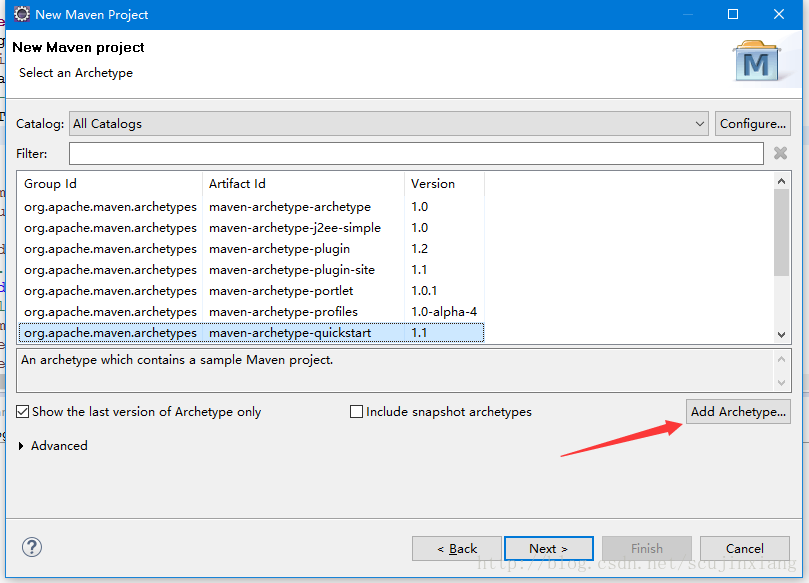 New Maven Project
New Maven project
Select an Archetype
M
Catalog: All Catalogs Configure...
Filter:
Group Id Artifact Id Version
org.apache.maven.archetypes maven-archetype-archetype 1.0
org.apache.maven.archetypes maven-archetype-j2ee-simple 1.0
org.apache.maven.archetypes maven-archetype-plugin 1.2
org.apache.maven.archetypes maven-archetype-plugin-site 1.1
org.apache.maven.archetypes maven-archetype-portlet 1.0.1
org.apache.maven.archetypes maven-archetype-profiles 1.0-alpha-4
org.apache.maven.archetypes maven-archetype-quickstart 1.1
An archetype which contains a sample Maven project.
Show the last version of Archetype only Include snapshot archetypes Add Archetype...
Advanced
? < Back Next > Finish Cancel
http://blog.csdn.net/scujinxiang